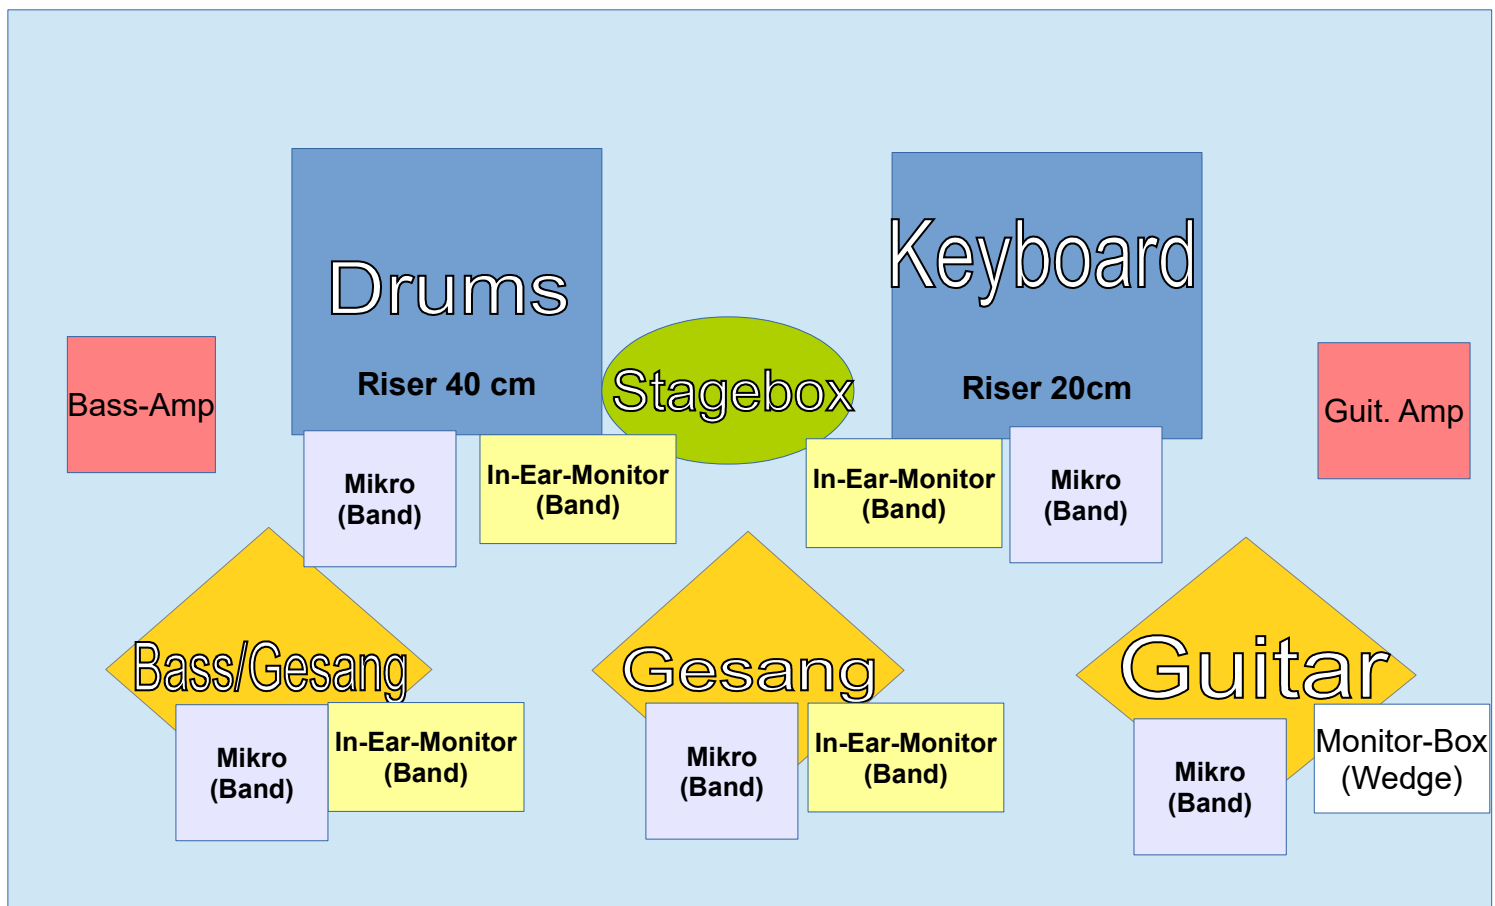 Drums
Riser 40 cm
Keyboard
Riser 20cm
Stagebox
Bass-Amp
Guit. Amp
Mikro
(Band)
In-Ear-Monitor
(Band)
In-Ear-Monitor
(Band)
Mikro
(Band)
Bass/Gesang
Mikro
(Band)
In-Ear-Monitor
(Band)
Gesang
Mikro
(Band)
In-Ear-Monitor
(Band)
Guitar
Mikro
(Band)
Monitor-Box
(Wedge)